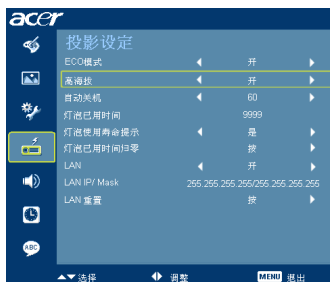 acer
投影设定
ECO模式 开
高海拔 开
自动关机 60
灯泡已用时间 9999
灯泡使用寿命提示 是
灯泡已用时间归零 按
LAN 开
LAN IP/ Mask 255.255.255.255/255.255.255.255
LAN 重置 按
ABC
选择 调整 MENU 退出